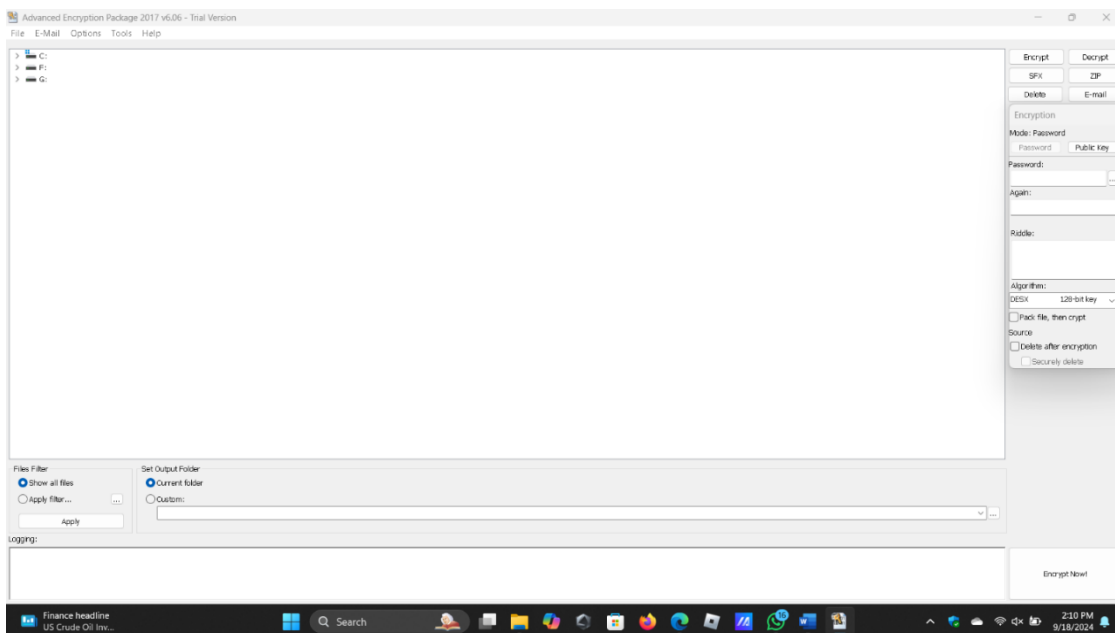 Advanced Encryption Package 2017 v6.06 - Trial Version
File E-Mail Options Tools Help
C:
F:
G:
Encrypt Decrypt
SFX ZIP
Delete E-mail
Encryption
Mode: Password
Password Public Key
Password:
...
Again:
Riddle:
Algorithm:
DESX 128-bit key
Pack file, then crypt
Source
Delete after encryption
Securely delete
Files Filter
Show all files
Apply filter... ...
Apply
Set Output Folder
Current folder
Custom:
...
Logging:
Encrypt Now!
Finance headline
US Crude Oil Inv...
Search
16
2:10 PM
9/18/2024